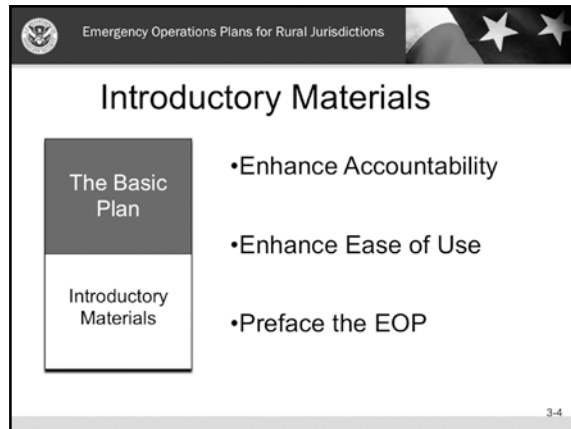 Emergency Operations Plans for Rural Jurisdictions
Introductory Materials
The Basic
Plan
Introductory
Materials
•Enhance Accountability
•Enhance Ease of Use
•Preface the EOP
3-4